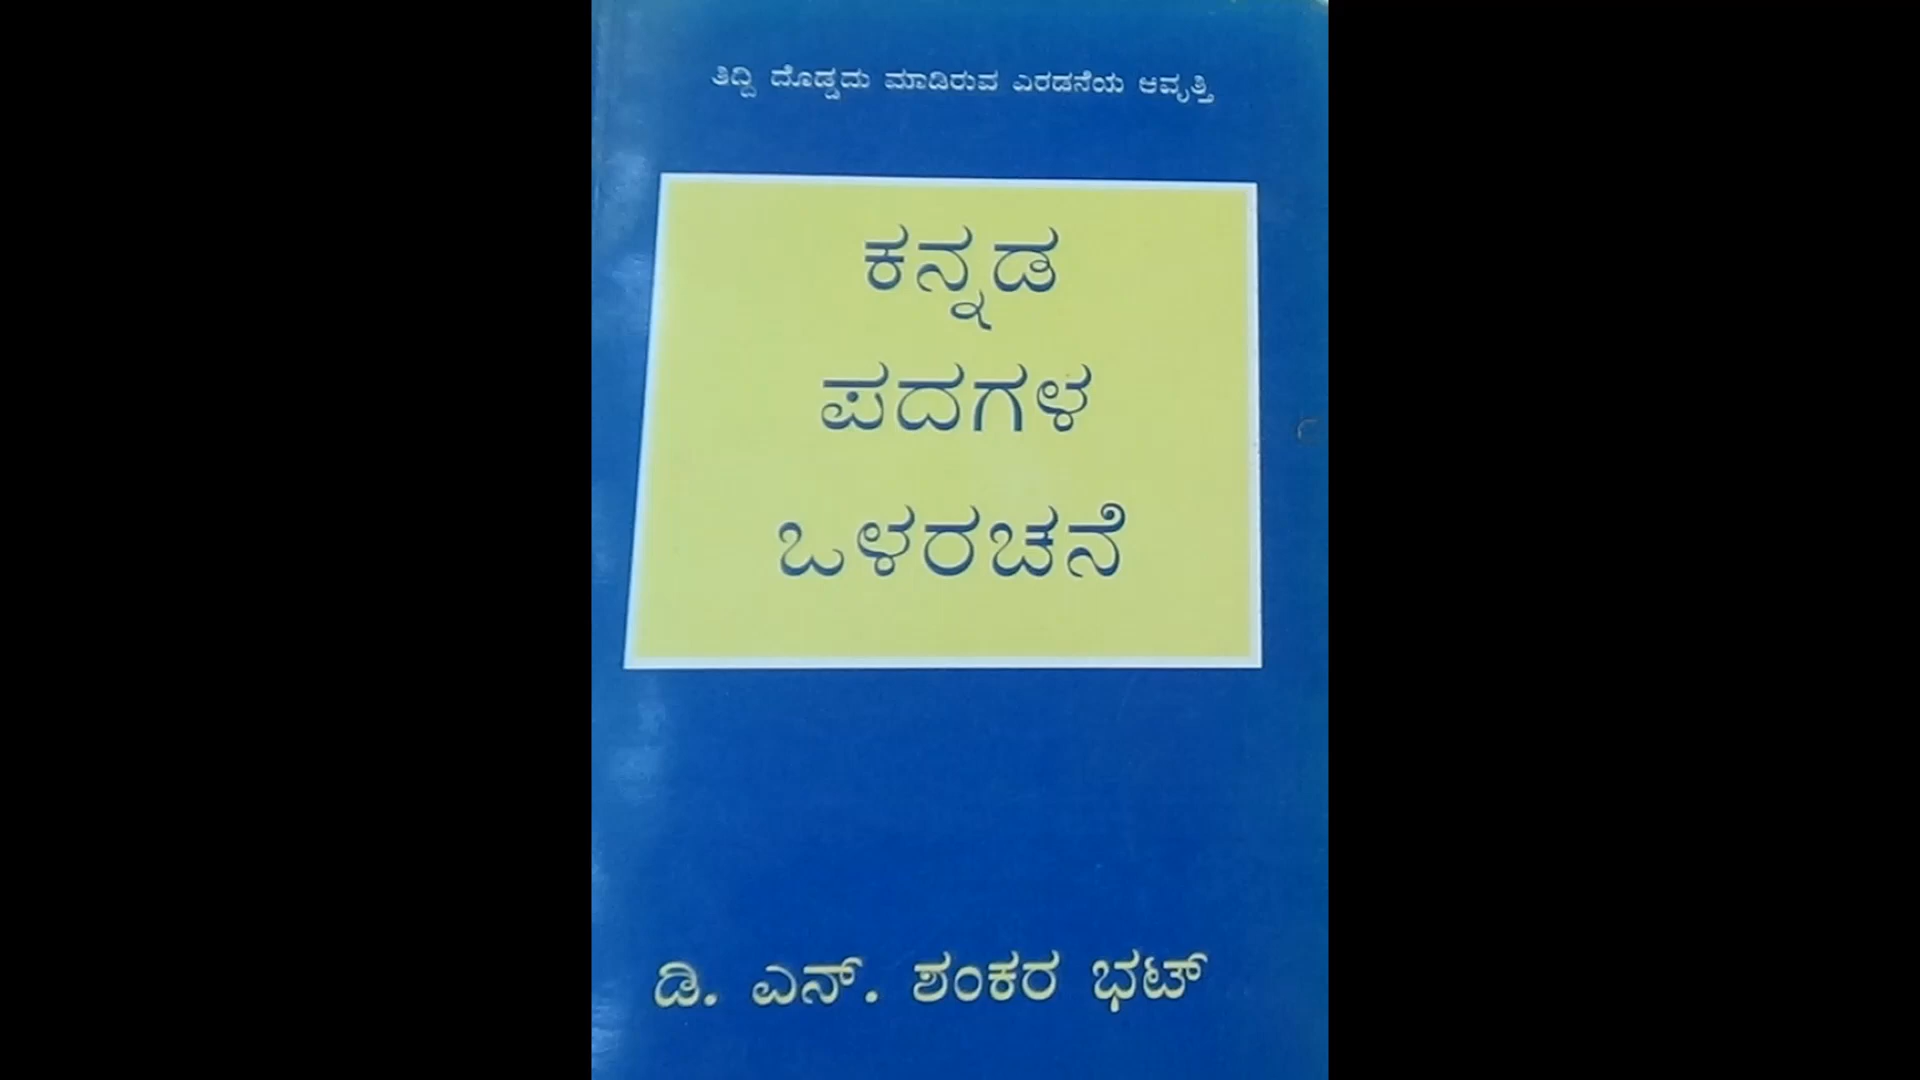 ತಿದ್ದಿ ದೊಡ್ಡದು ಮಾಡಿರುವ ಎರಡನೆಯ ಆವೃತ್ತಿ
ಕನ್ನಡ
ಪದಗಳ
ಒಳರಚನೆ
ಡಿ. ಎನ್. ಶಂಕರ ಭಟ್